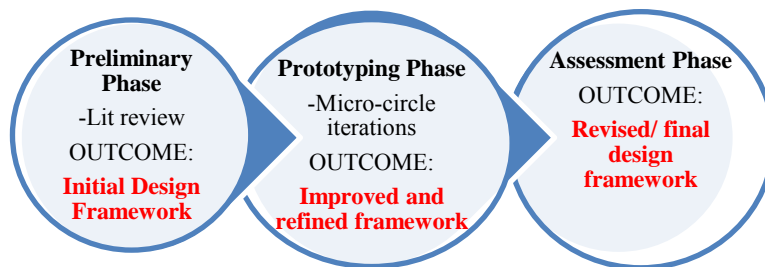 Preliminary
Phase
-Lit review
OUTCOME:
Initial Design
Framework
Prototyping Phase
-Micro-circle
iterations
OUTCOME:
Improved and
refined framework
Assessment Phase
OUTCOME:
Revised/ final
design
framework